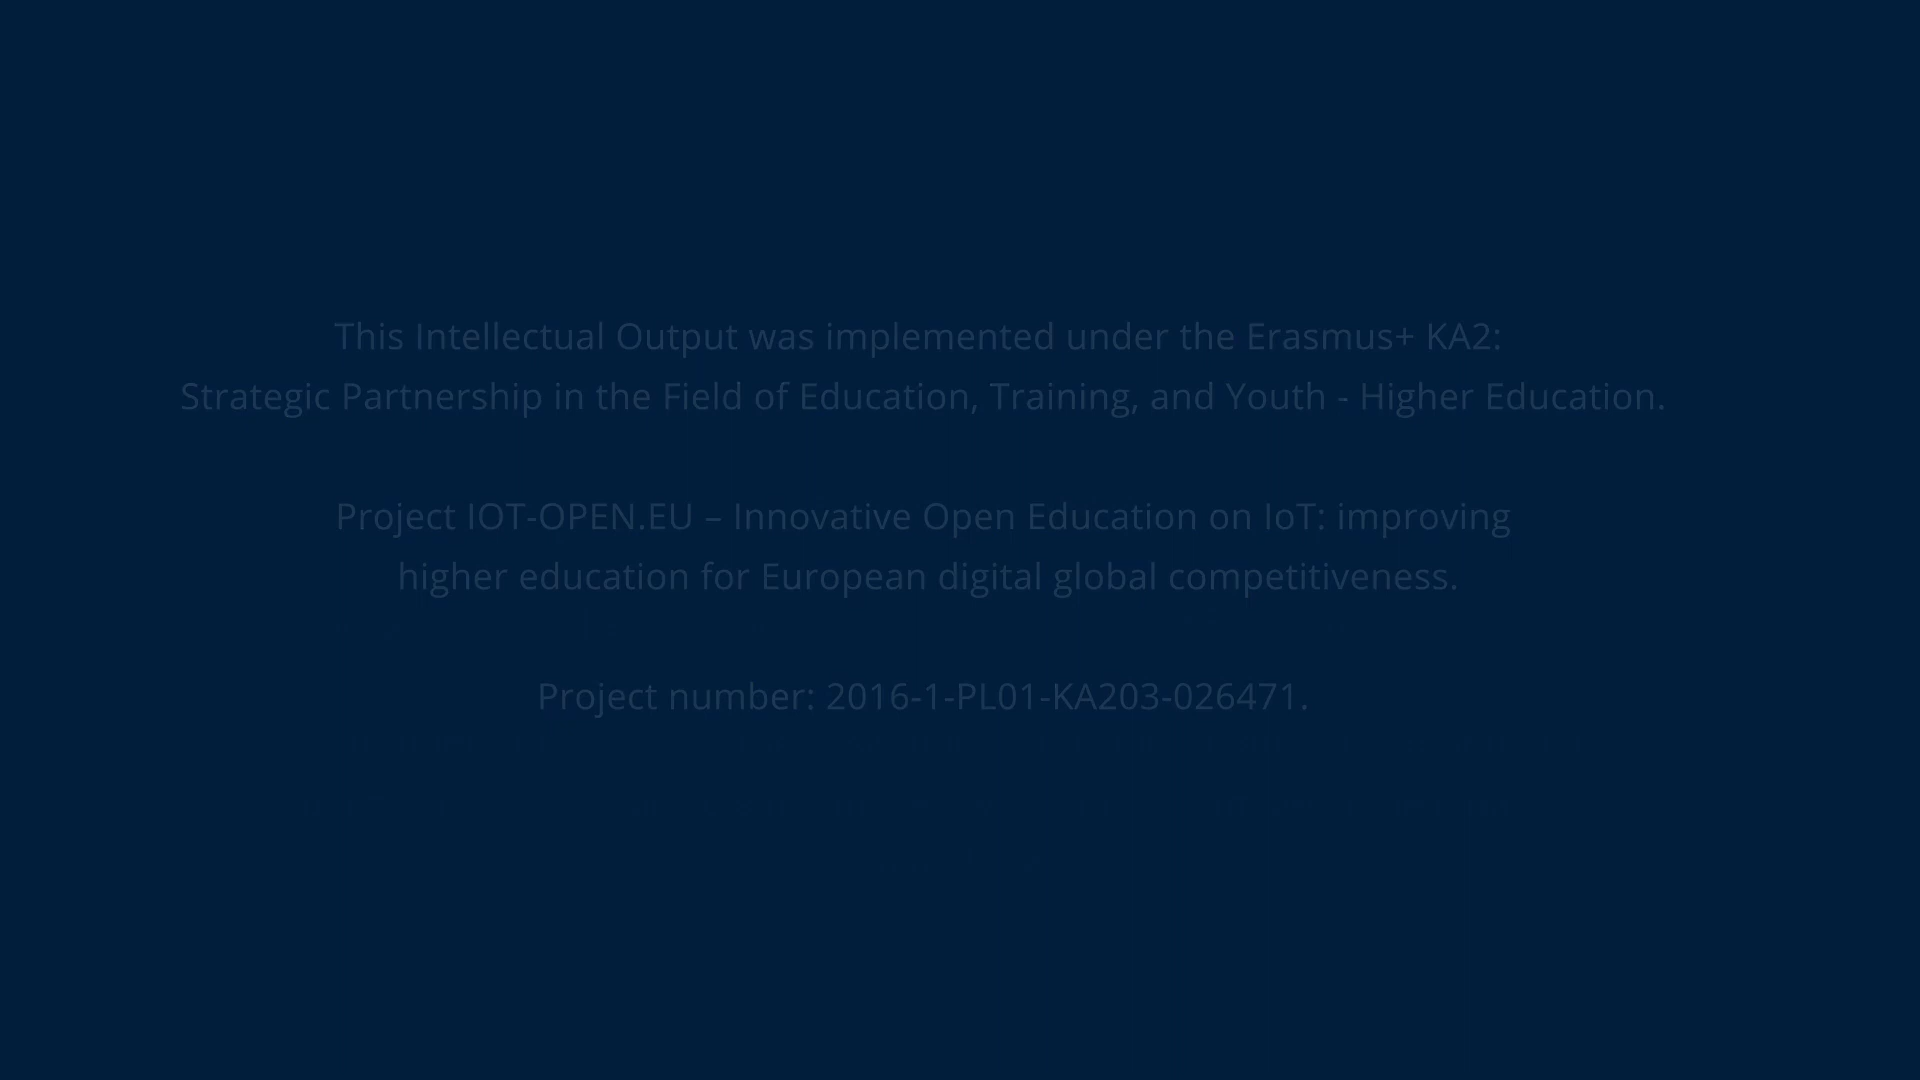 This Intellectual Output was implemented under the Erasmus+ KA2:
Strategic Partnership in the Field of Education, Training, and Youth - Higher Education.
Project IOT-OPEN.EU – Innovative Open Education on IoT: improving
higher education for European digital global competitiveness.
Project number: 2016-1-PL01-KA203-026471.